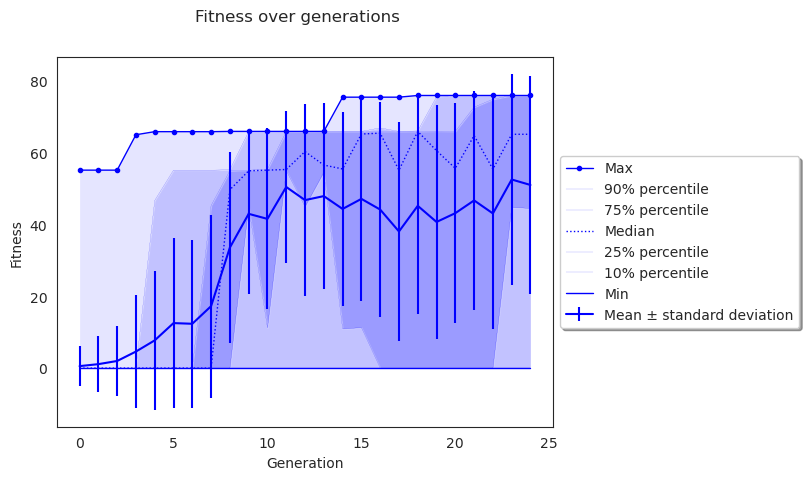 Fitness over generations
Fitness
80
60
40
20
0
0 5 10 15 20 25
Generation
Max
90% percentile
75% percentile
Median
25% percentile
10% percentile
Min
Mean ± standard deviation